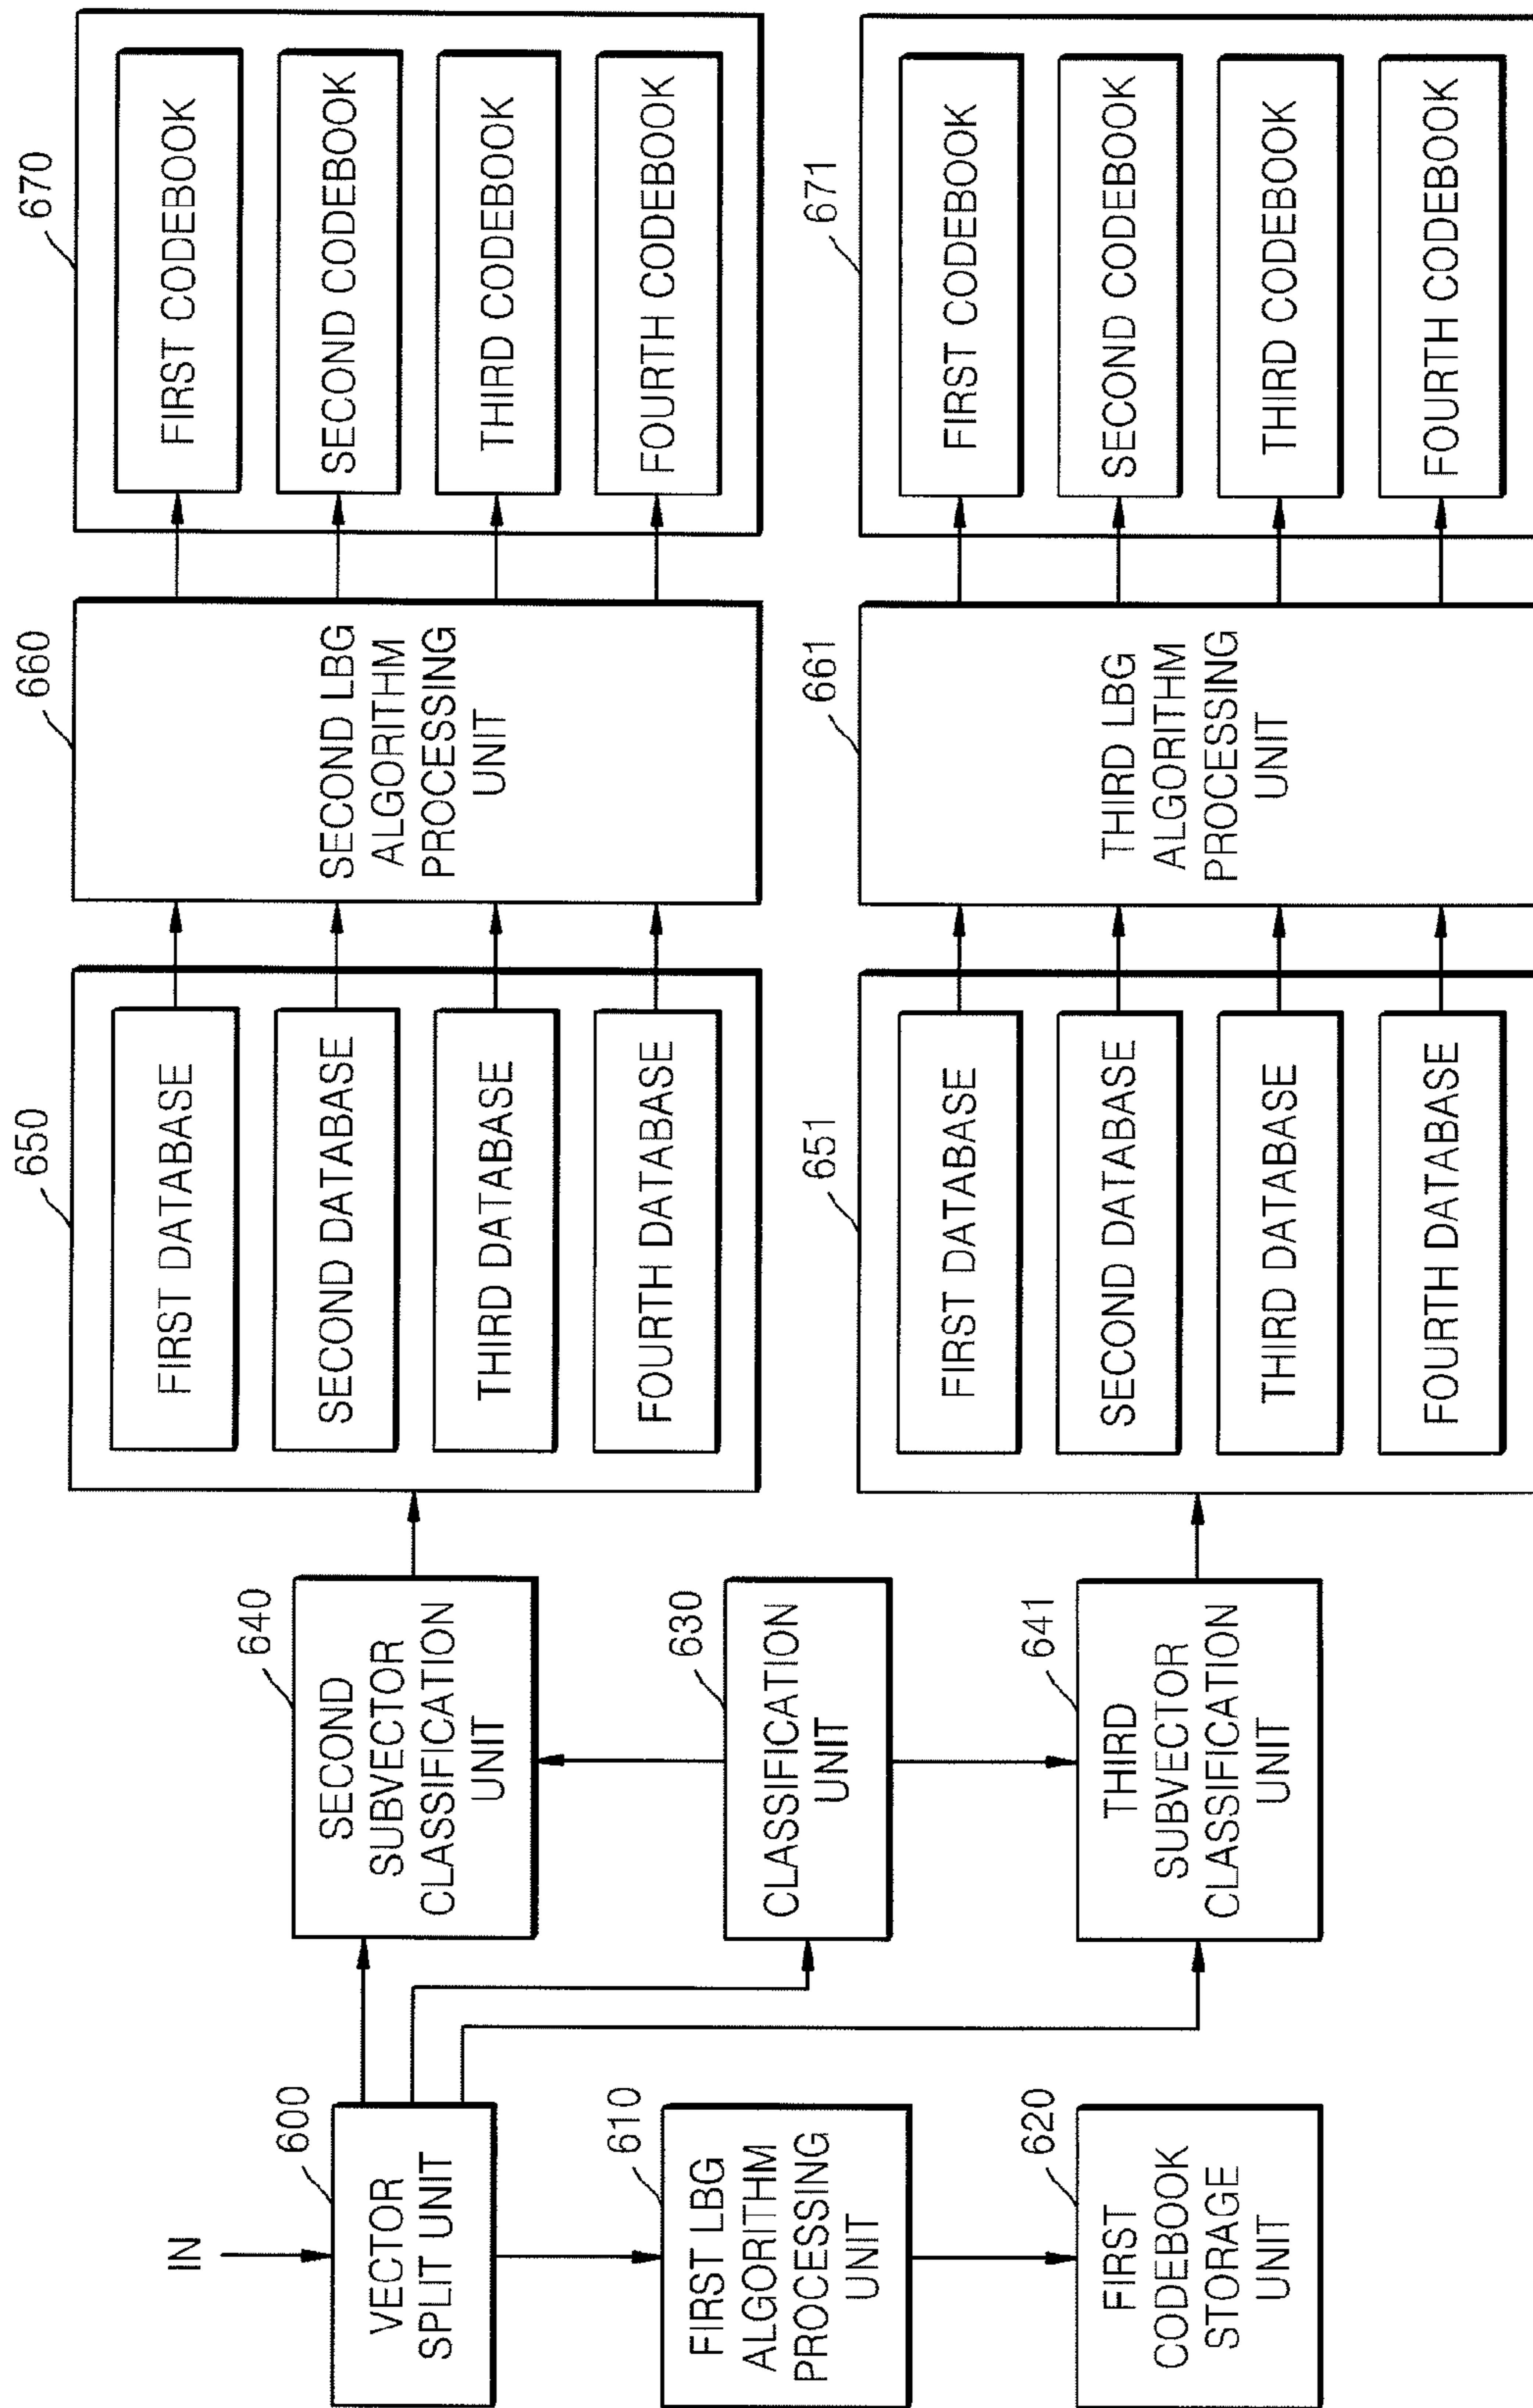 IN
600
VECTOR
SPLIT UNIT
610
FIRST LBG
ALGORITHM
PROCESSING
UNIT
620
FIRST
CODEBOOK
STORAGE
UNIT
640
SECOND
SUBVECTOR
CLASSIFICATION
UNIT
630
CLASSIFICATION
UNIT
641
THIRD
SUBVECTOR
CLASSIFICATION
UNIT
650
FIRST DATABASE
SECOND DATABASE
THIRD DATABASE
FOURTH DATABASE
651
FIRST DATABASE
SECOND DATABASE
THIRD DATABASE
FOURTH DATABASE
660
SECOND LBG
ALGORITHM
PROCESSING
UNIT
661
THIRD LBG
ALGORITHM
PROCESSING
UNIT
670
FIRST CODEBOOK
SECOND CODEBOOK
THIRD CODEBOOK
FOURTH CODEBOOK
671
FIRST CODEBOOK
SECOND CODEBOOK
THIRD CODEBOOK
FOURTH CODEBOOK